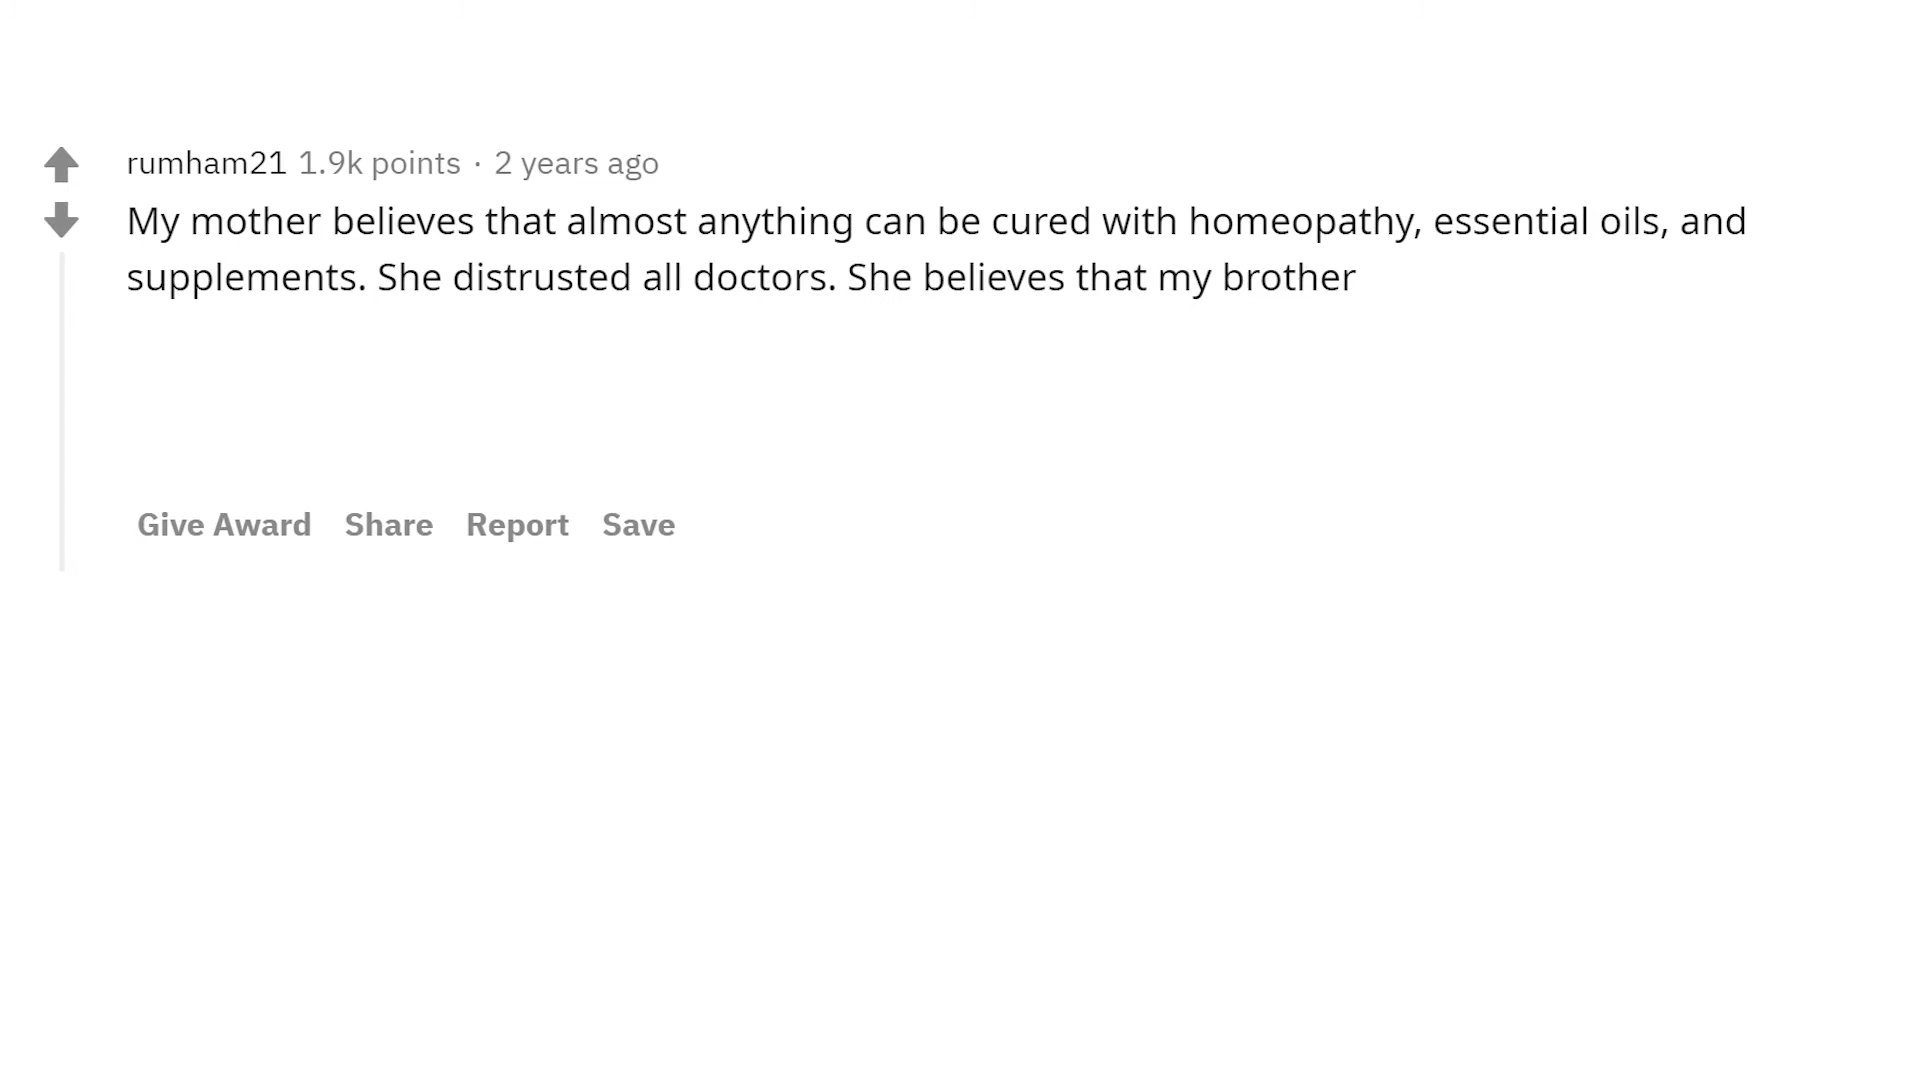 rumham21 1.9k points · 2 years ago
My mother believes that almost anything can be cured with homeopathy, essential oils, and
supplements. She distrusted all doctors. She believes that my brother
Give Award Share Report Save